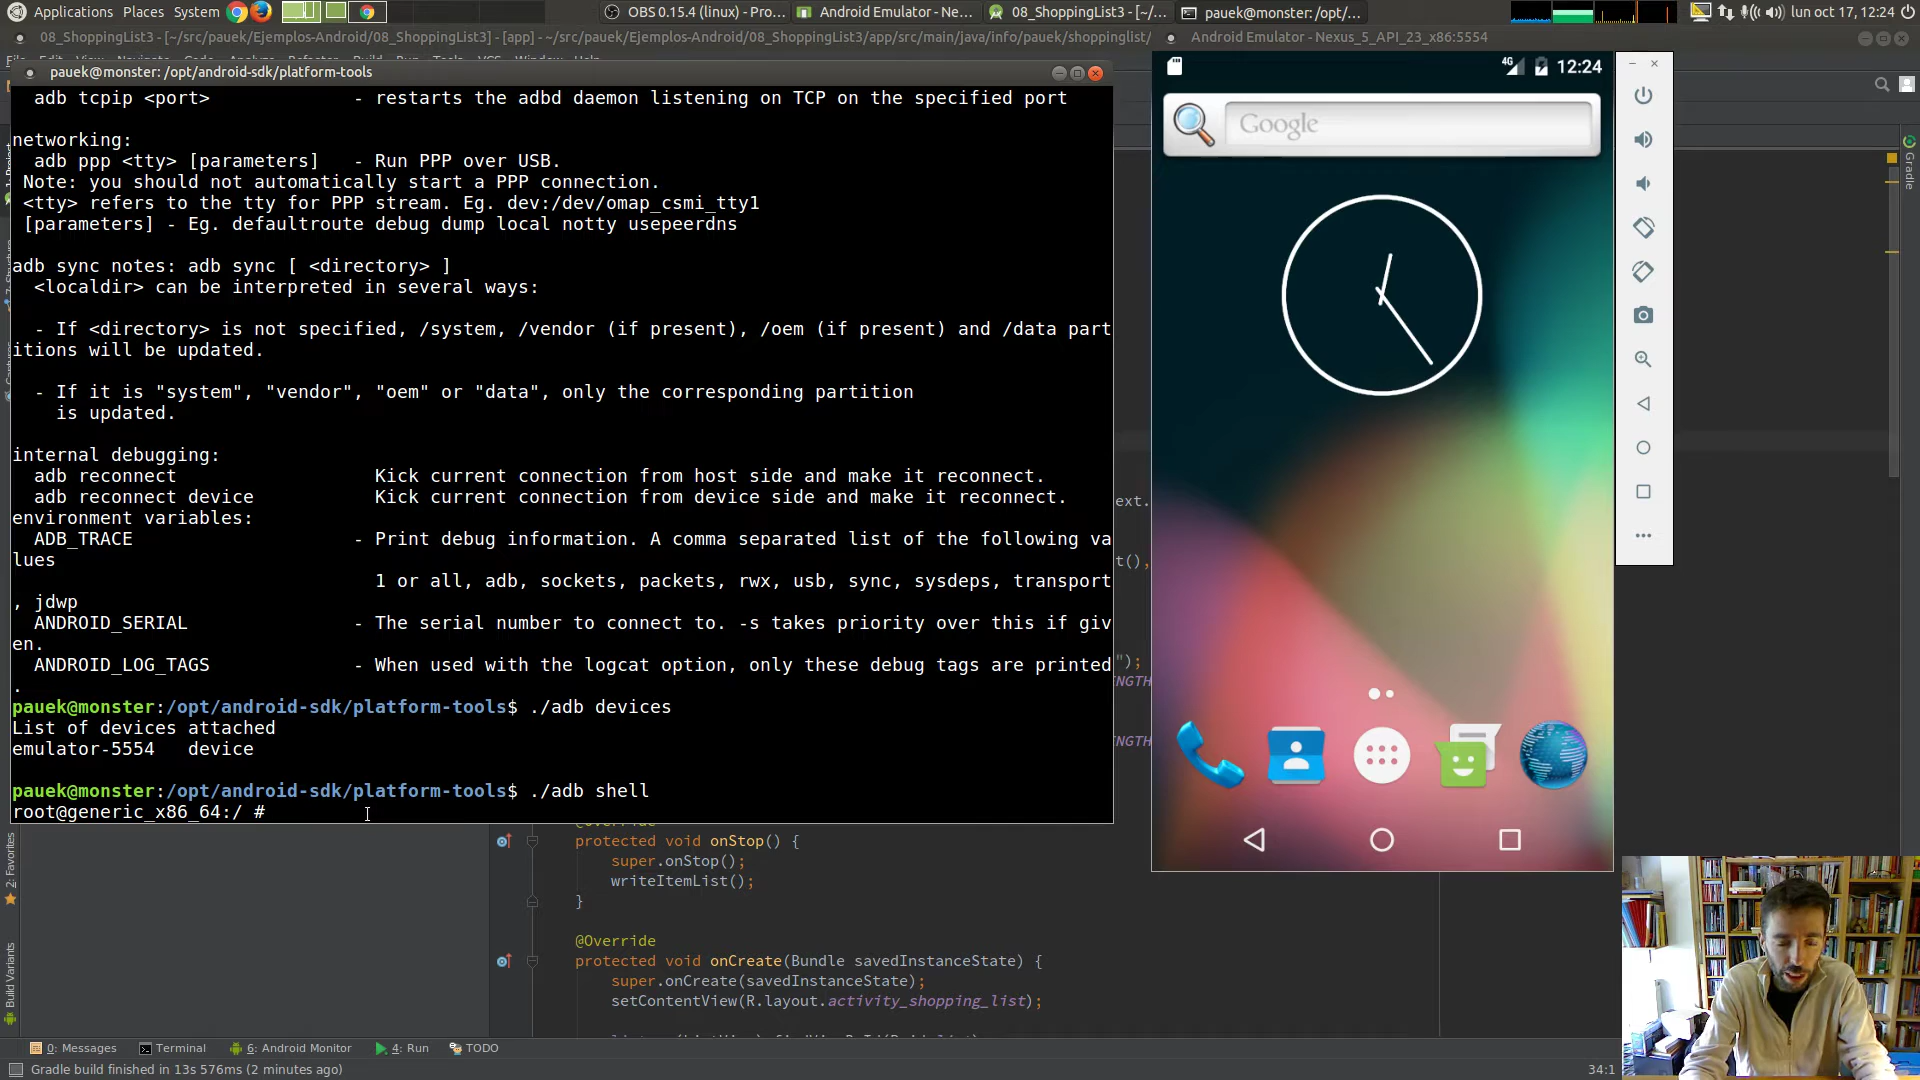 Applications Places System
OBS 0.15.4 (linux) - Pro...
Android Emulator - Ne...
08_ShoppingList3 - [~/...
pauek@monster: /opt/...
lun oct 17, 12:24
08_ShoppingList3 - [~/src/pauek/Ejemplos-Android/08_ShoppingList3] - [app] - ~/src/pauek/Ejemplos-Android/08_ShoppingList3/app/src/main/java/info/pauek/shoppinglist/
Android Emulator - Nexus_5_API_23_x86:5554
pauek@monster: /opt/android-sdk/platform-tools
adb tcpip <port> - restarts the adbd daemon listening on TCP on the specified port
networking:
adb ppp <tty> [parameters] - Run PPP over USB.
Note: you should not automatically start a PPP connection.
<tty> refers to the tty for PPP stream. Eg. dev:/dev/omap_csmi_tty1
[parameters] - Eg. defaultroute debug dump local notty usepeerdns
adb sync notes: adb sync [ <directory> ]
<localdir> can be interpreted in several ways:
- If <directory> is not specified, /system, /vendor (if present), /oem (if present) and /data part
itions will be updated.
- If it is "system", "vendor", "oem" or "data", only the corresponding partition
is updated.
internal debugging:
adb reconnect Kick current connection from host side and make it reconnect.
adb reconnect device Kick current connection from device side and make it reconnect.
environment variables:
ADB_TRACE - Print debug information. A comma separated list of the following va
lues
1 or all, adb, sockets, packets, rwx, usb, sync, sysdeps, transport
, jdwp
ANDROID_SERIAL - The serial number to connect to. -s takes priority over this if giv
en.
ANDROID_LOG_TAGS - When used with the logcat option, only these debug tags are printed
.
pauek@monster:/opt/android-sdk/platform-tools$ ./adb devices
List of devices attached
emulator-5554 device
pauek@monster:/opt/android-sdk/platform-tools$ ./adb shell
root@generic_x86_64:/ #
4G
12:24
Google
Gradle
ext.
t(),
");
NGTH
NGTH
protected void onStop() {
super.onStop();
writeItemList();
}
@Override
protected void onCreate(Bundle savedInstanceState) {
super.onCreate(savedInstanceState);
setContentView(R.layout.activity_shopping_list);
2: Favorites
Build Variants
0: Messages
Terminal
6: Android Monitor
4: Run
TODO
Gradle build finished in 13s 576ms (2 minutes ago)
34:1